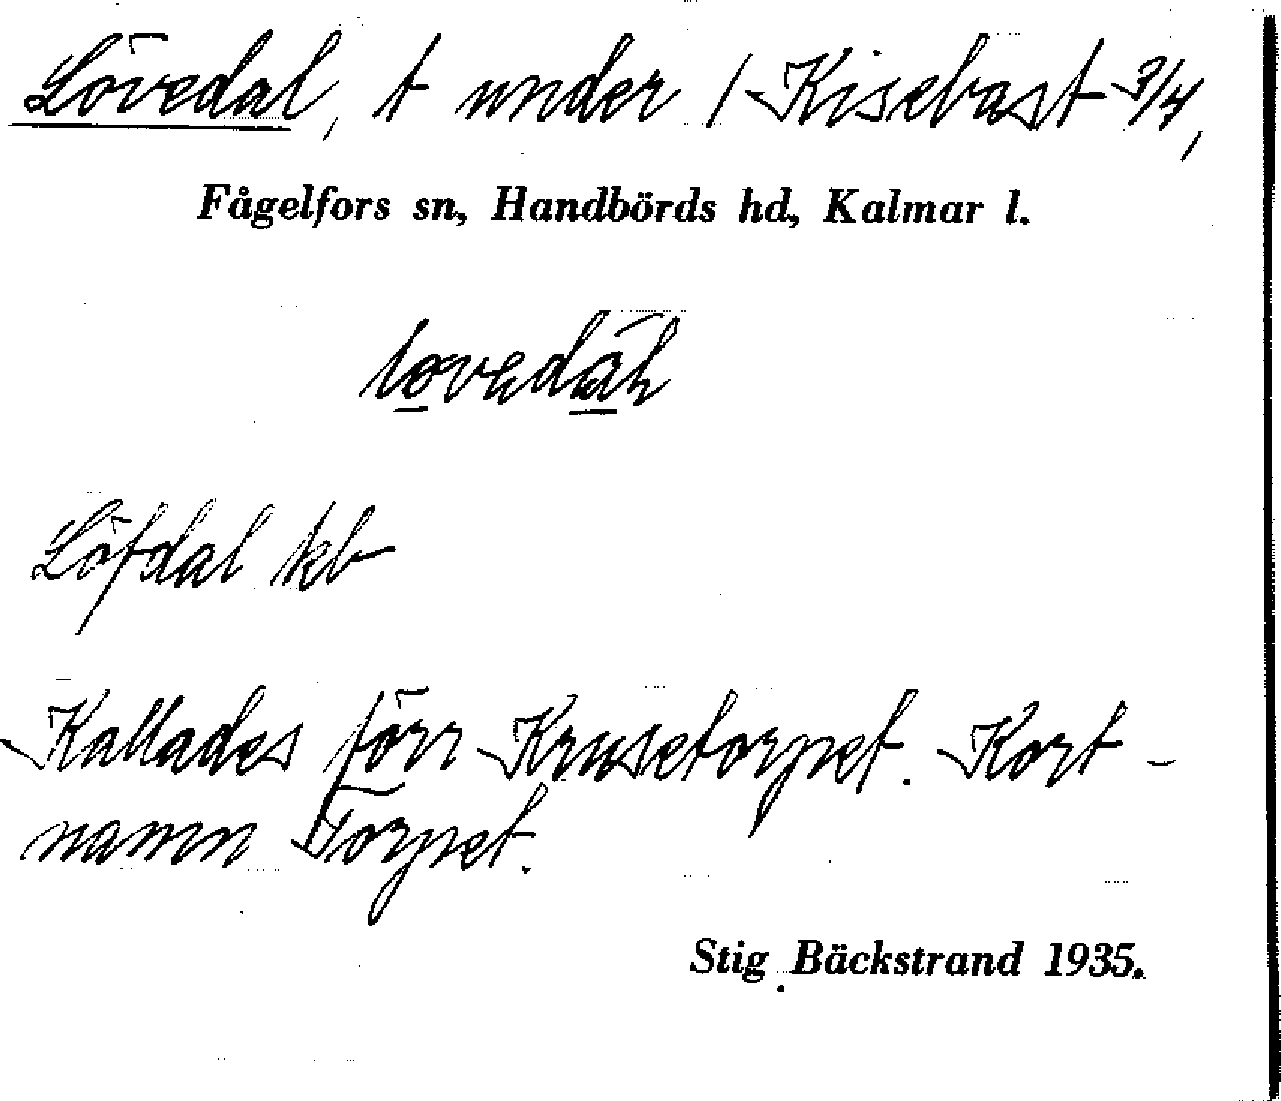 Lövedal, t under 1 Kisebast 3/4,
Fågelfors sn, Handbörds hd, Kalmar l.
Löfdal kb
Kallades förr Krusetorpet. Kort-
namn Torpet.
Stig Bäckstrand 1935.